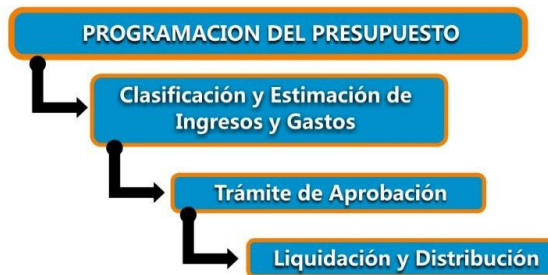 PROGRAMACION DEL PRESUPUESTO
Clasificación y Estimación de
Ingresos y Gastos
Trámite de Aprobación
Liquidación y Distribución